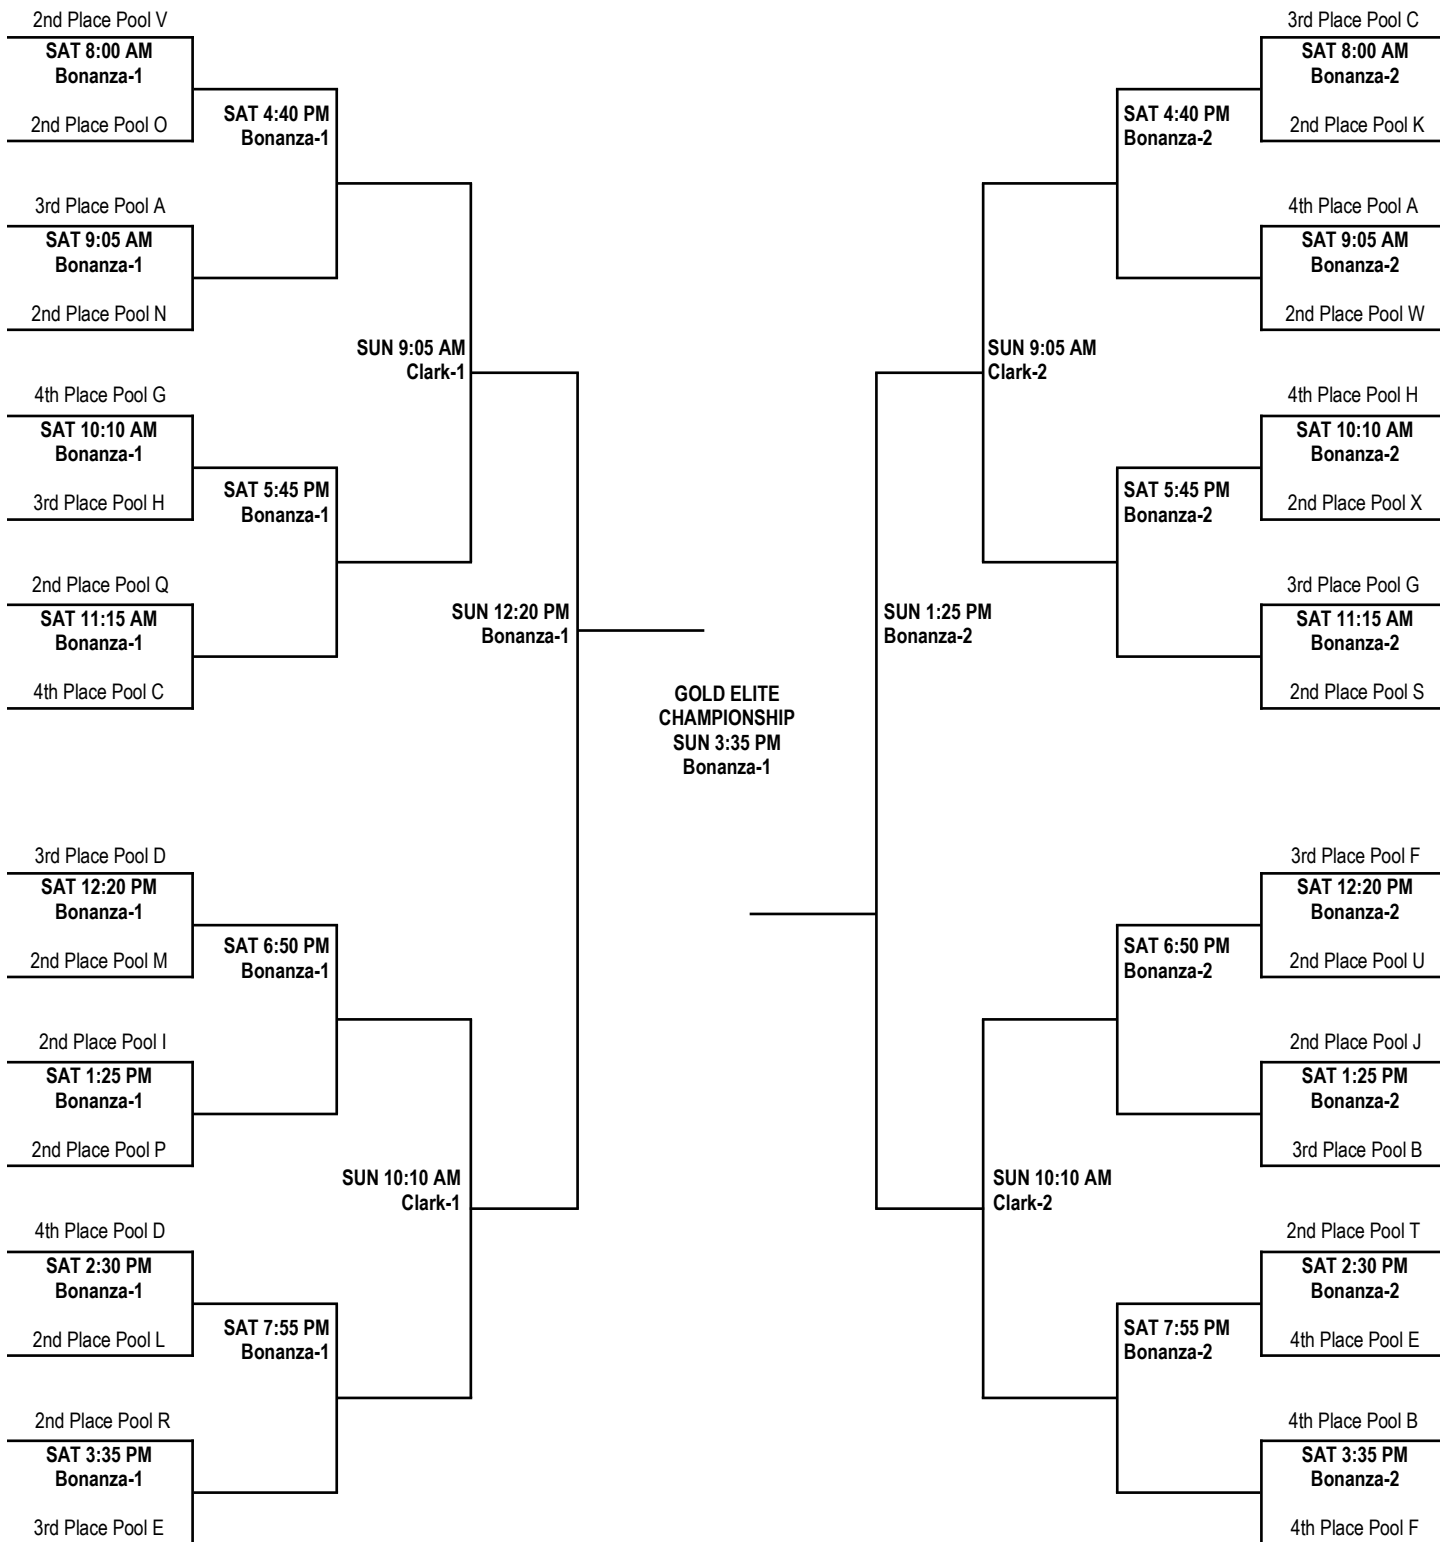 2nd Place Pool V
SAT 8:00 AM
Bonanza-1
2nd Place Pool O
SAT 4:40 PM
Bonanza-1
3rd Place Pool A
SAT 9:05 AM
Bonanza-1
2nd Place Pool N
SUN 9:05 AM
Clark-1
4th Place Pool G
SAT 10:10 AM
Bonanza-1
3rd Place Pool H
SAT 5:45 PM
Bonanza-1
2nd Place Pool Q
SAT 11:15 AM
Bonanza-1
4th Place Pool C
SUN 12:20 PM
Bonanza-1
3rd Place Pool D
SAT 12:20 PM
Bonanza-1
2nd Place Pool M
SAT 6:50 PM
Bonanza-1
2nd Place Pool I
SAT 1:25 PM
Bonanza-1
2nd Place Pool P
SUN 10:10 AM
Clark-1
4th Place Pool D
SAT 2:30 PM
Bonanza-1
2nd Place Pool L
SAT 7:55 PM
Bonanza-1
2nd Place Pool R
SAT 3:35 PM
Bonanza-1
3rd Place Pool E
GOLD ELITE
CHAMPIONSHIP
SUN 3:35 PM
Bonanza-1
3rd Place Pool C
SAT 8:00 AM
Bonanza-2
2nd Place Pool K
SAT 4:40 PM
Bonanza-2
4th Place Pool A
SAT 9:05 AM
Bonanza-2
2nd Place Pool W
SUN 9:05 AM
Clark-2
4th Place Pool H
SAT 10:10 AM
Bonanza-2
2nd Place Pool X
SAT 5:45 PM
Bonanza-2
3rd Place Pool G
SAT 11:15 AM
Bonanza-2
2nd Place Pool S
SUN 1:25 PM
Bonanza-2
3rd Place Pool F
SAT 12:20 PM
Bonanza-2
2nd Place Pool U
SAT 6:50 PM
Bonanza-2
2nd Place Pool J
SAT 1:25 PM
Bonanza-2
3rd Place Pool B
SUN 10:10 AM
Clark-2
2nd Place Pool T
SAT 2:30 PM
Bonanza-2
4th Place Pool E
SAT 7:55 PM
Bonanza-2
4th Place Pool B
SAT 3:35 PM
Bonanza-2
4th Place Pool F